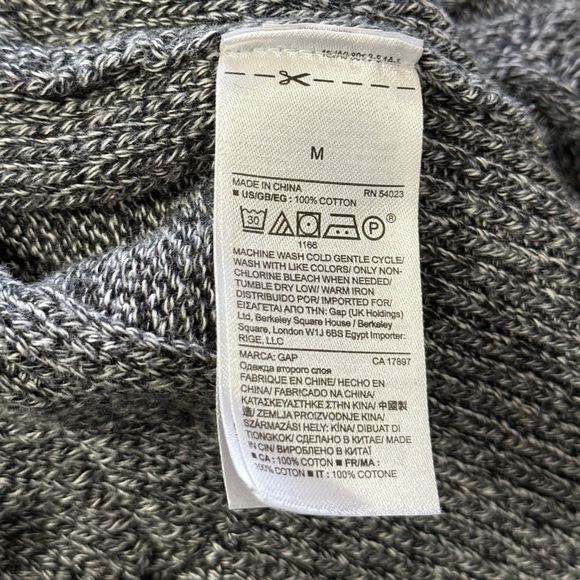 M
MADE IN CHINA RN 54023
■ US/GB/EG : 100% COTTON
30 P ®
1166
MACHINE WASH COLD GENTLE CYCLE/
WASH WITH LIKE COLORS/ ONLY NON-
CHLORINE BLEACH WHEN NEEDED/
TUMBLE DRY LOW/ WARM IRON
DISTRIBUIDO POR/ IMPORTED FOR/
ΕΙΣΑΓΕΤΑΙ ΑΠΟ ΤΗΝ: Gap (UK Holdings)
Ltd, Berkeley Square House / Berkeley
Square, London W1J 6BS Egypt Importer:
RIGE, LLC
MARCA: GAP CA 17897
Одежда второго слоя
FABRIQUE EN CHINE/ HECHO EN
CHINA/ FABRICADO NA CHINA/
ΚΑΤΑΣΚΕΥΑΣΤΗΚΕ ΣΤΗΝ ΚΙΝΑ/ 中國製
造/ ZEMLJA PROIZVODNJE KINA/
SZÁRMAZÁSI HELY: KÍNA/ DIBUAT DI
TIONGKOK/ СДЕЛАНО В КИТАЕ/ MADE
IN CIN/ ВИРОБЛЕНО В КИТАЇ
■ CA : 100% COTON ■ FR/MA :
100% COTON ■ IT : 100% COTONE